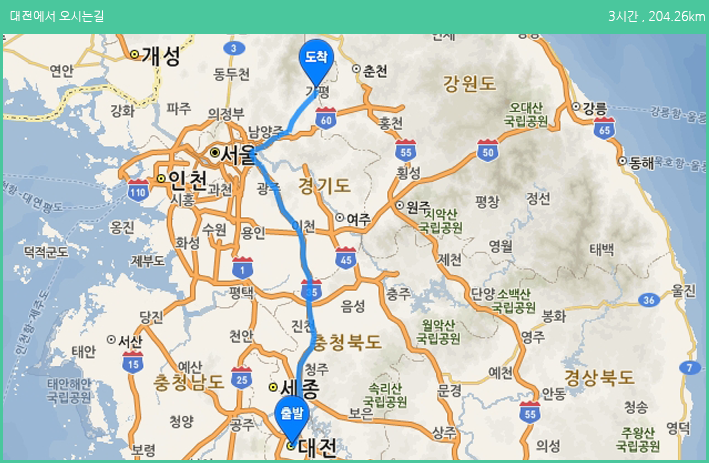 대전에서 오시는길
3시간 , 204.26km
도착
개성
연안
동두천
3
춘천
인제
강원도
가평
강화
파주
의정부
남양주
60
홍천
오대산
국립공원
강릉
65
서울
인천
110
시흥
과천
광주
경기도
55
횡성
50
동해
옹진
화성
수원
용인
이천
여주
원주
치악산
국립공원
평창
정선
덕적군도
제부도
1
45
영월
태백
평택
음성
충주
제천
단양
소백산
국립공원
36
울진
당진
천안
진천
충청북도
월악산
국립공원
봉화
영주
서산
태안
15
예산
충청남도
25
청주
세종
속리산
국립공원
문경
예천
안동
경상북도
7
태안해안
국립공원
청양
공주
출발
대전
보은
상주
55
청송
영덕
보령
의성
주왕산
국립공원
인천항-제주도